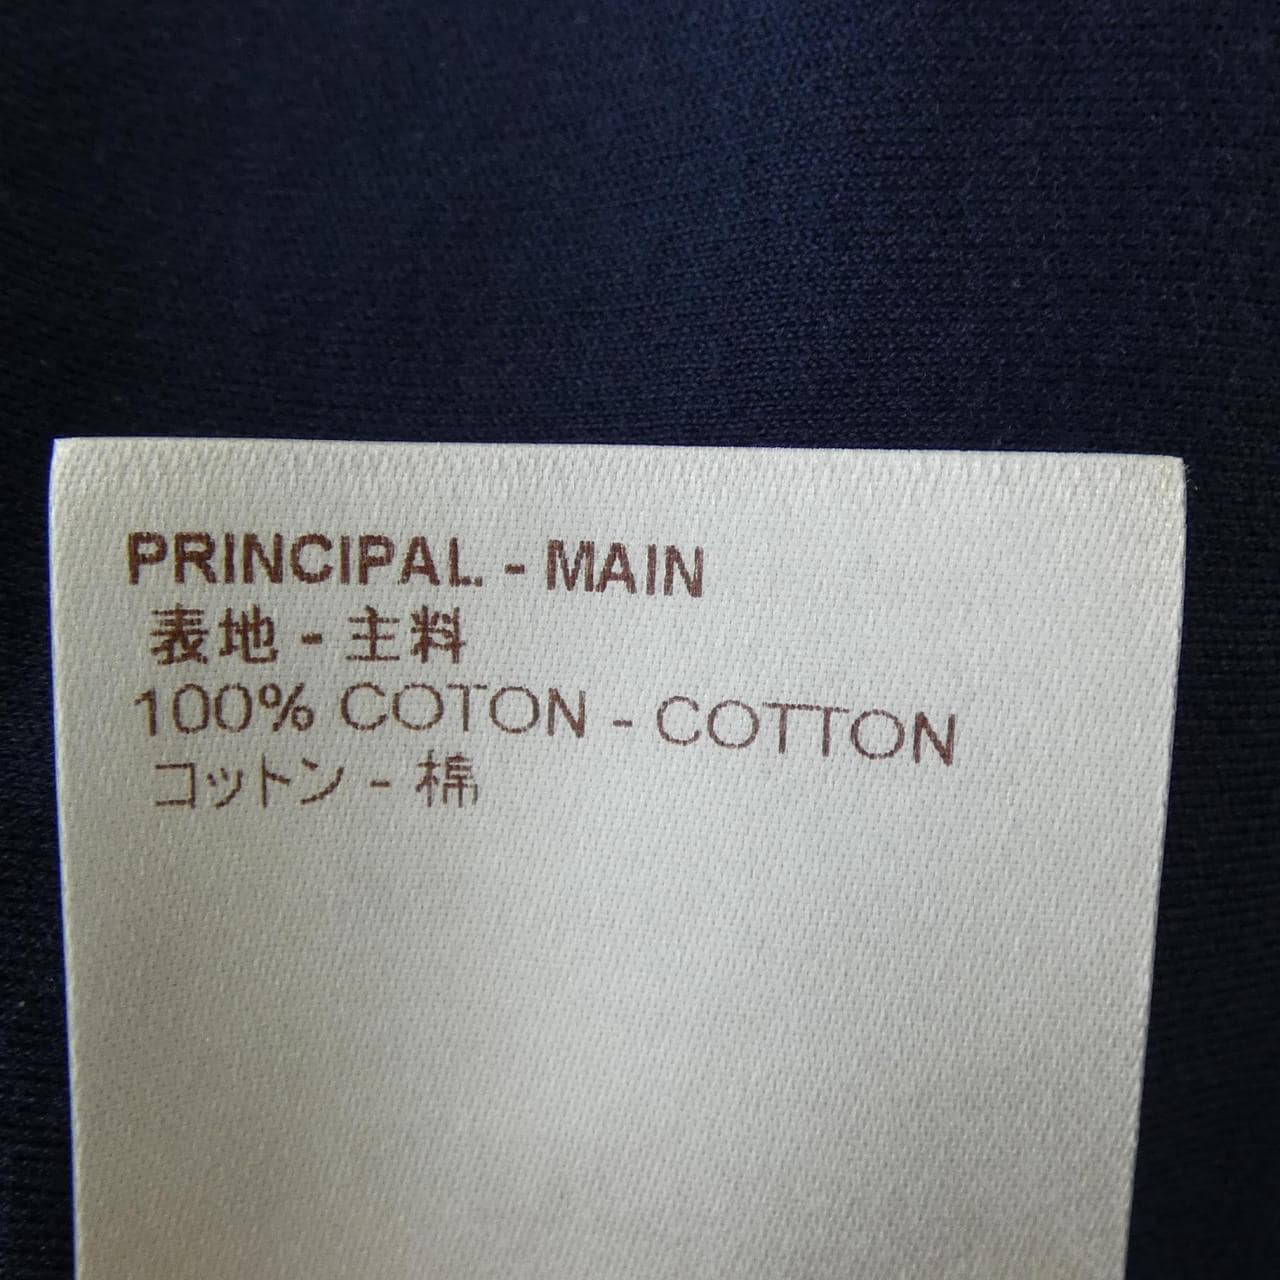 PRINCIPAL - MAIN
表地 - 主料
100% COTON - COTTON
コットン - 棉